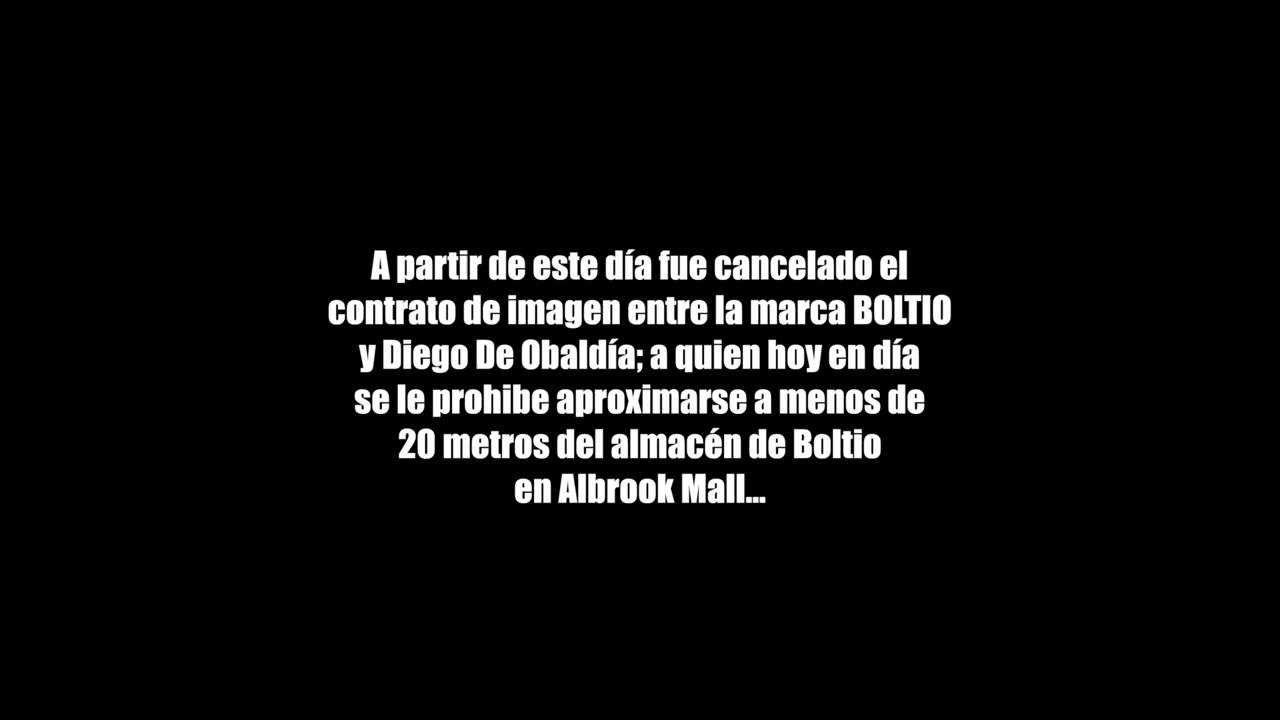 A partir de este día fue cancelado el
contrato de imagen entre la marca BOLTIO
y Diego De Obaldía; a quien hoy en día
se le prohibe aproximarse a menos de
20 metros del almacén de Boltio
en Albrook Mall...